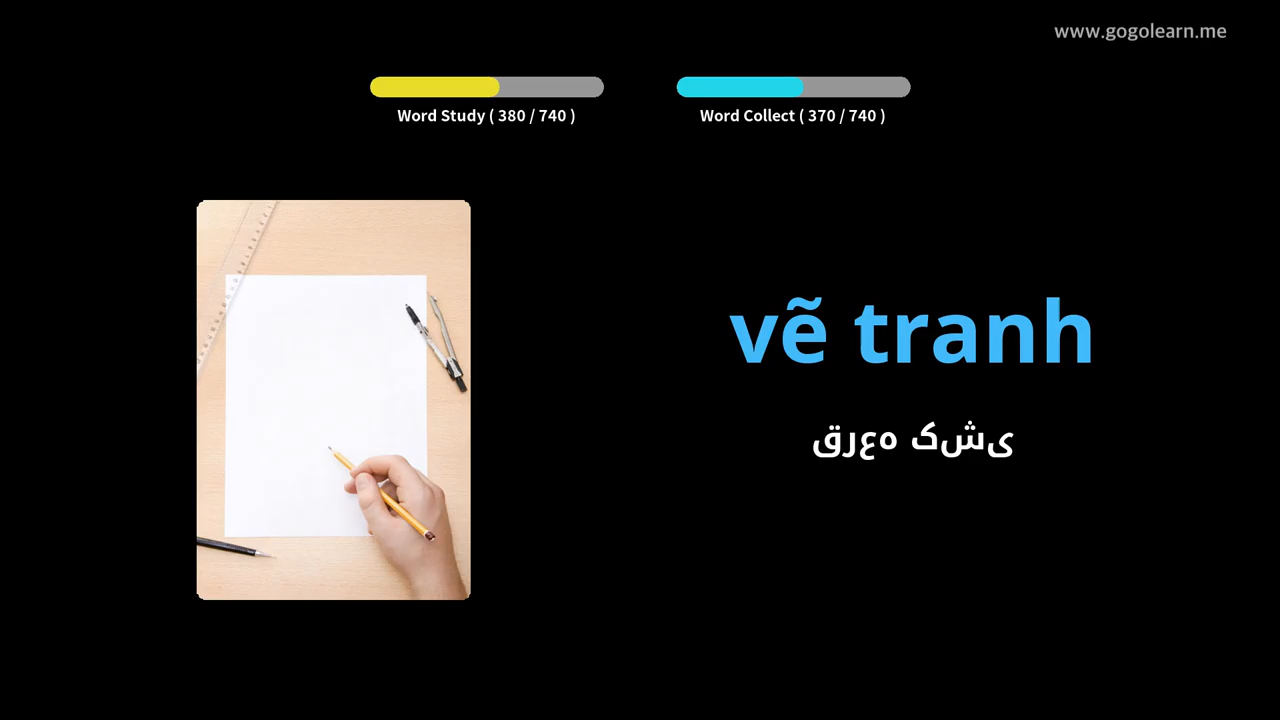 www.gogolearn.me
Word Study ( 380 / 740 )
Word Collect ( 370 / 740 )
vẽ tranh
یشک هعرق